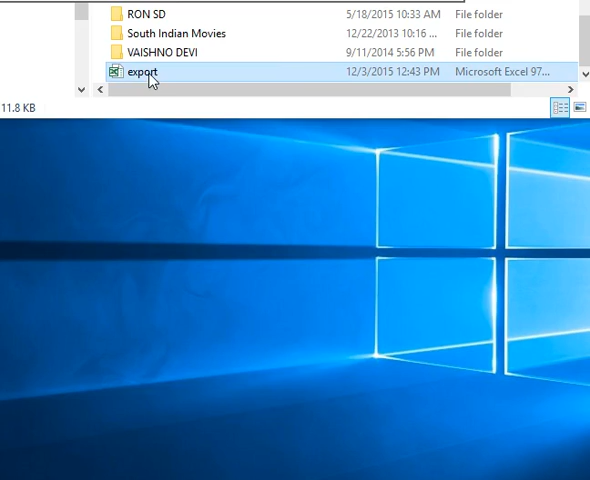 RON SD 5/18/2015 10:33 AM File folder
South Indian Movies 12/22/2013 10:16 ... File folder
VAISHNO DEVI 9/11/2014 5:56 PM File folder
export 12/3/2015 12:43 PM Microsoft Excel 97...
11.8 KB